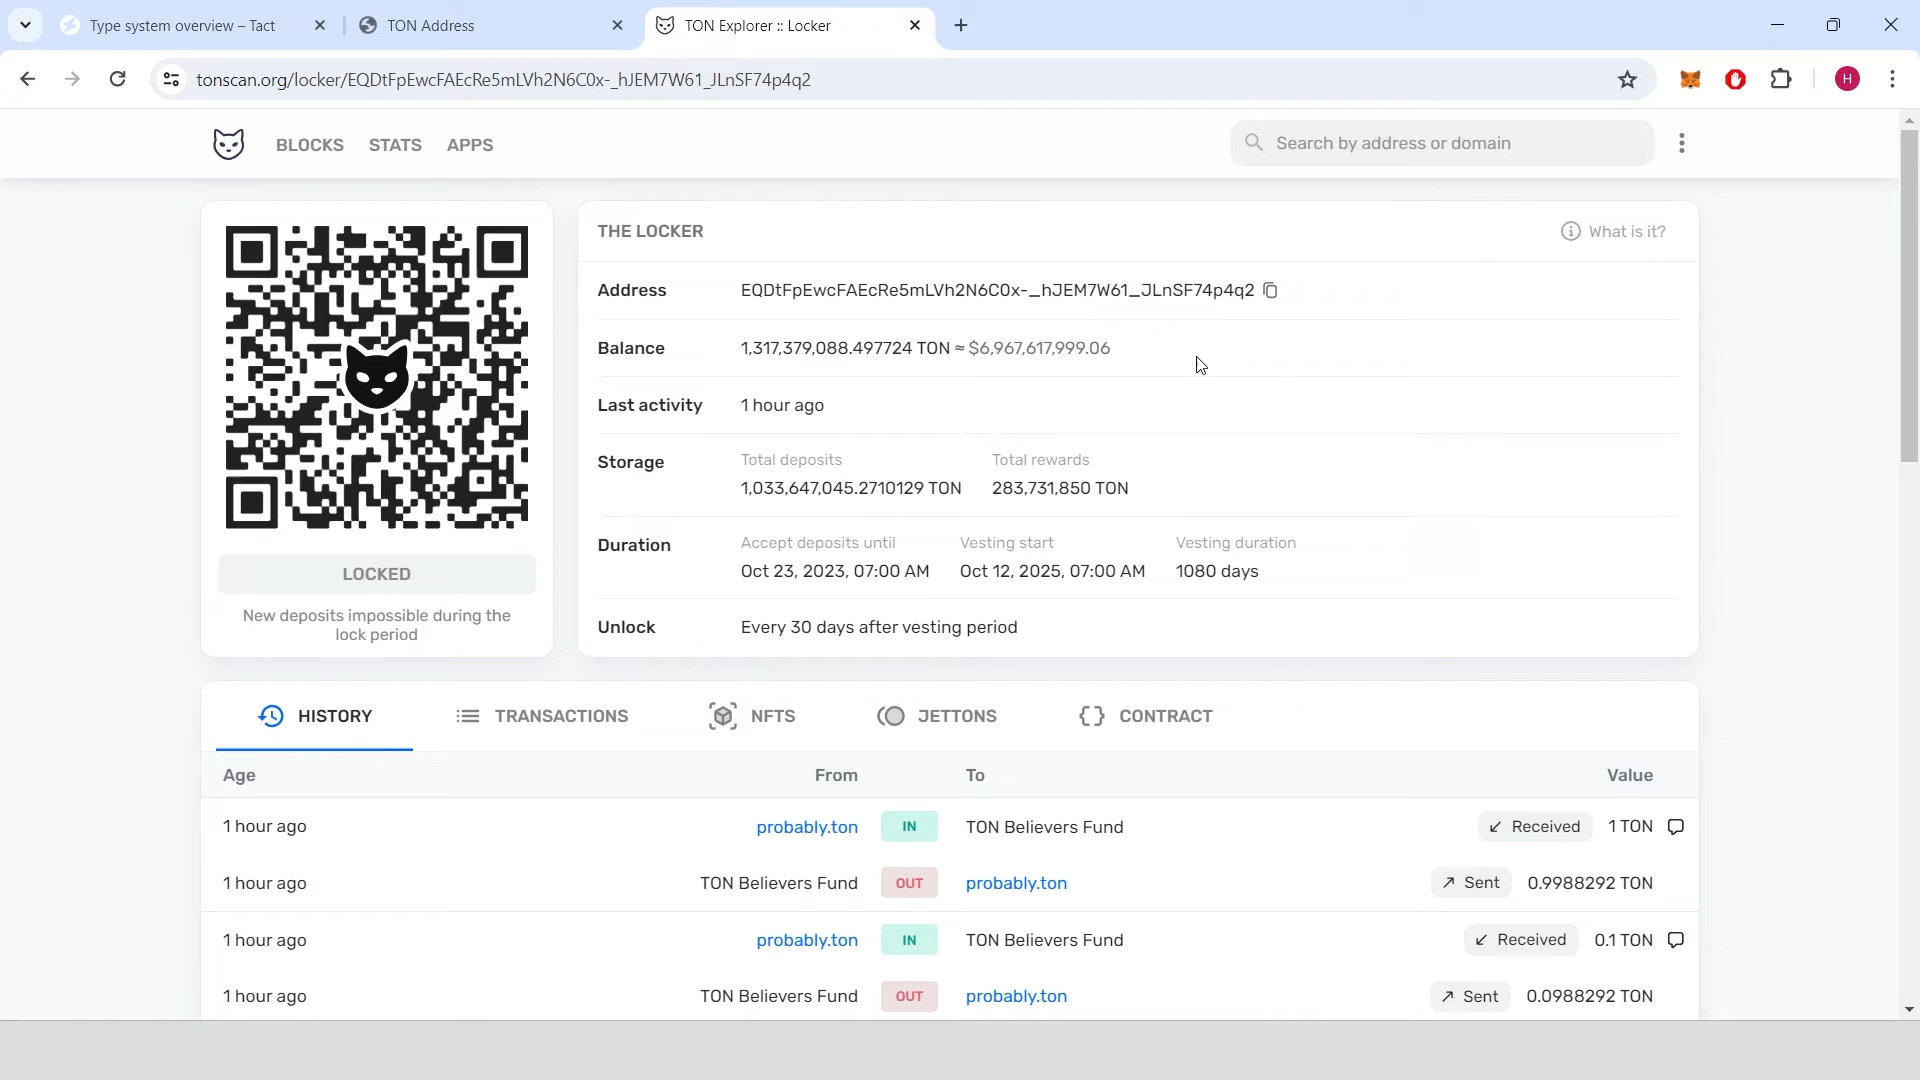 Type system overview – Tact
TON Address
TON Explorer :: Locker
tonscan.org/locker/EQDtFpEwcFAEcRe5mLVh2N6C0x-_hJEM7W61_JLnSF74p4q2
H
BLOCKS STATS APPS
Search by address or domain
THE LOCKER
What is it?
Address EQDtFpEwcFAEcRe5mLVh2N6C0x-_hJEM7W61_JLnSF74p4q2
Balance 1,317,379,088.497724 TON ≈ $6,967,617,999.06
Last activity 1 hour ago
Storage Total deposits Total rewards
1,033,647,045.2710129 TON 283,731,850 TON
Duration Accept deposits until Vesting start Vesting duration
Oct 23, 2023, 07:00 AM Oct 12, 2025, 07:00 AM 1080 days
Unlock Every 30 days after vesting period
LOCKED
New deposits impossible during the
lock period
HISTORY TRANSACTIONS NFTS JETTONS CONTRACT
Age From To Value
1 hour ago probably.ton IN TON Believers Fund Received 1 TON
1 hour ago TON Believers Fund OUT probably.ton Sent 0.9988292 TON
1 hour ago probably.ton IN TON Believers Fund Received 0.1 TON
1 hour ago TON Believers Fund OUT probably.ton Sent 0.0988292 TON